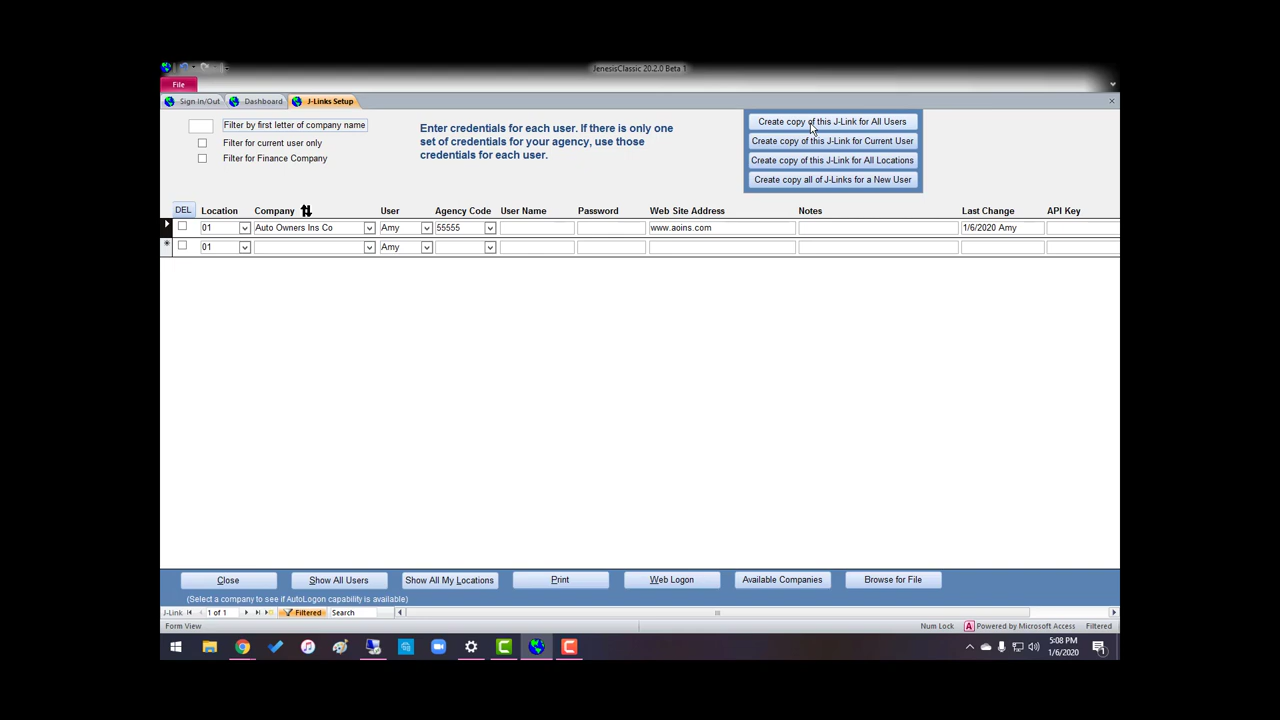 JenesisClassic 20.2.0 Beta 1
File
Sign In/Out
Dashboard
J-Links Setup
Filter by first letter of company name
Filter for current user only
Filter for Finance Company
Enter credentials for each user. If there is only one
set of credentials for your agency, use those
credentials for each user.
Create copy of this J-Link for All Users
Create copy of this J-Link for Current User
Create copy of this J-Link for All Locations
Create copy all of J-Links for a New User
DEL Location Company User Agency Code User Name Password Web Site Address Notes Last Change API Key
01 Auto Owners Ins Co Amy 55555 www.aoins.com 1/6/2020 Amy
01 Amy
Close Show All Users Show All My Locations Print Web Logon Available Companies Browse for File
(Select a company to see if AutoLogon capability is available)
J-Link 1 of 1 Filtered Search
Form View Num Lock Powered by Microsoft Access Filtered
5:08 PM
1/6/2020